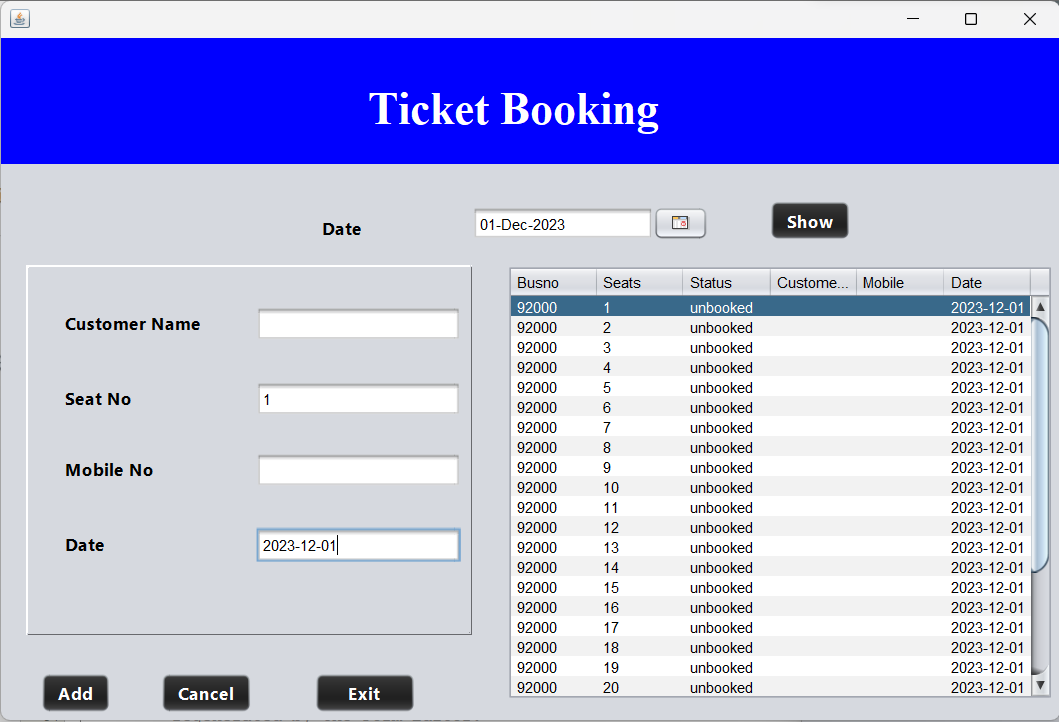 Ticket Booking
Date 01-Dec-2023 Show
Customer Name
Seat No 1
Mobile No
Date 2023-12-01
Add Cancel Exit
Busno Seats Status Custome... Mobile Date
92000 1 unbooked 2023-12-01
92000 2 unbooked 2023-12-01
92000 3 unbooked 2023-12-01
92000 4 unbooked 2023-12-01
92000 5 unbooked 2023-12-01
92000 6 unbooked 2023-12-01
92000 7 unbooked 2023-12-01
92000 8 unbooked 2023-12-01
92000 9 unbooked 2023-12-01
92000 10 unbooked 2023-12-01
92000 11 unbooked 2023-12-01
92000 12 unbooked 2023-12-01
92000 13 unbooked 2023-12-01
92000 14 unbooked 2023-12-01
92000 15 unbooked 2023-12-01
92000 16 unbooked 2023-12-01
92000 17 unbooked 2023-12-01
92000 18 unbooked 2023-12-01
92000 19 unbooked 2023-12-01
92000 20 unbooked 2023-12-01